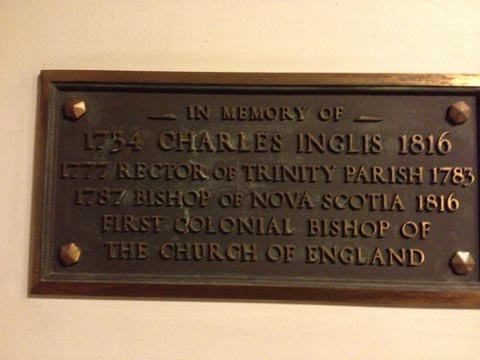 IN MEMORY OF
1734 CHARLES INGLIS 1816
1777 RECTOR OF TRINITY PARISH 1783
1787 BISHOP OF NOVA SCOTIA 1816
FIRST COLONIAL BISHOP OF
THE CHURCH OF ENGLAND